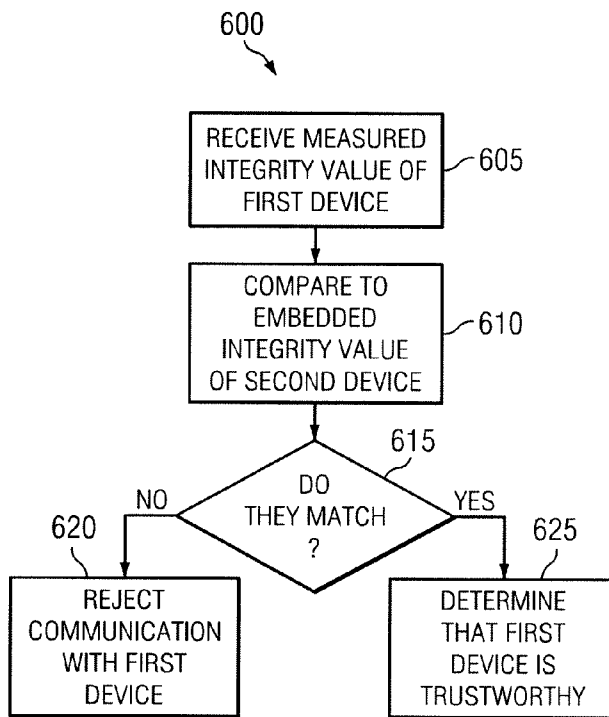 600
RECEIVE MEASURED
INTEGRITY VALUE OF
FIRST DEVICE
605
COMPARE TO
EMBEDDED
INTEGRITY VALUE
OF SECOND DEVICE
610
DO
THEY MATCH
?
615
NO
YES
620
REJECT
COMMUNICATION
WITH FIRST
DEVICE
625
DETERMINE
THAT FIRST
DEVICE IS
TRUSTWORTHY